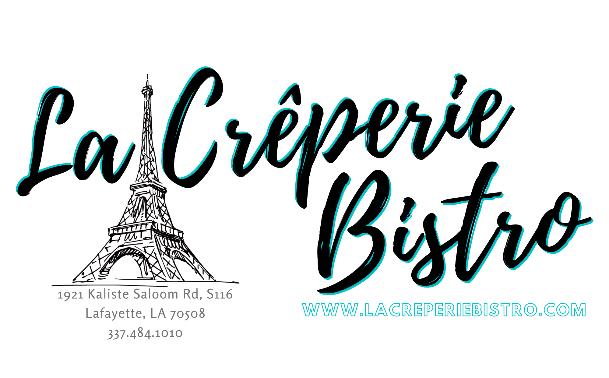 La Crêperie
Bistro
1921 Kaliste Saloom Rd, S116
Lafayette, LA 70508
337.484.1010
WWW.LACREPERIEBISTRO.COM